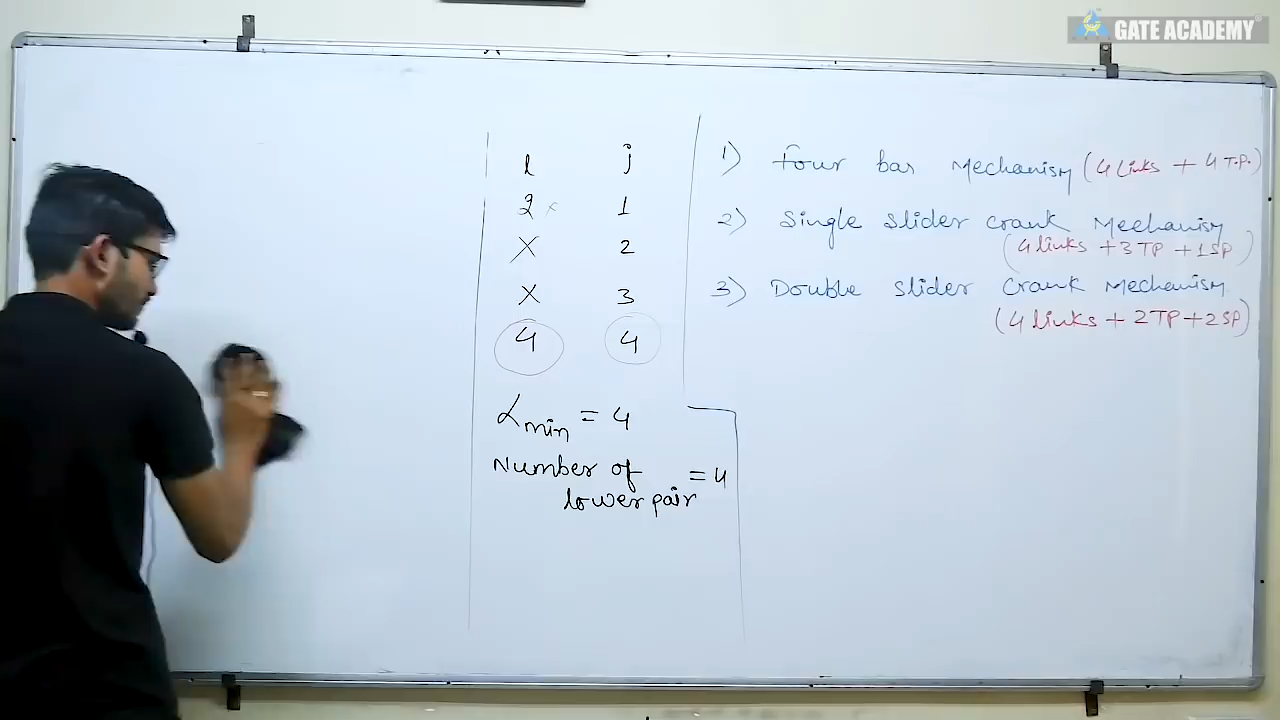 GATE ACADEMY
l j
2 x 1
X 2
X 3
4 4
Lmin = 4
Number of = 4
lower pair
1) Four bar Mechanism (4 Links + 4 T.P.)
2) Single slider crank Mechanism
(4 links + 3 TP + 1 SP)
3) Double slider crank Mechanism
(4 links + 2 TP + 2 SP)